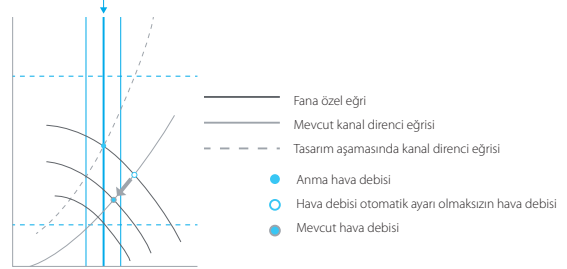 Fana özel eğri
Mevcut kanal direnci eğrisi
Tasarım aşamasında kanal direnci eğrisi
Anma hava debisi
Hava debisi otomatik ayarı olmaksızın hava debisi
Mevcut hava debisi